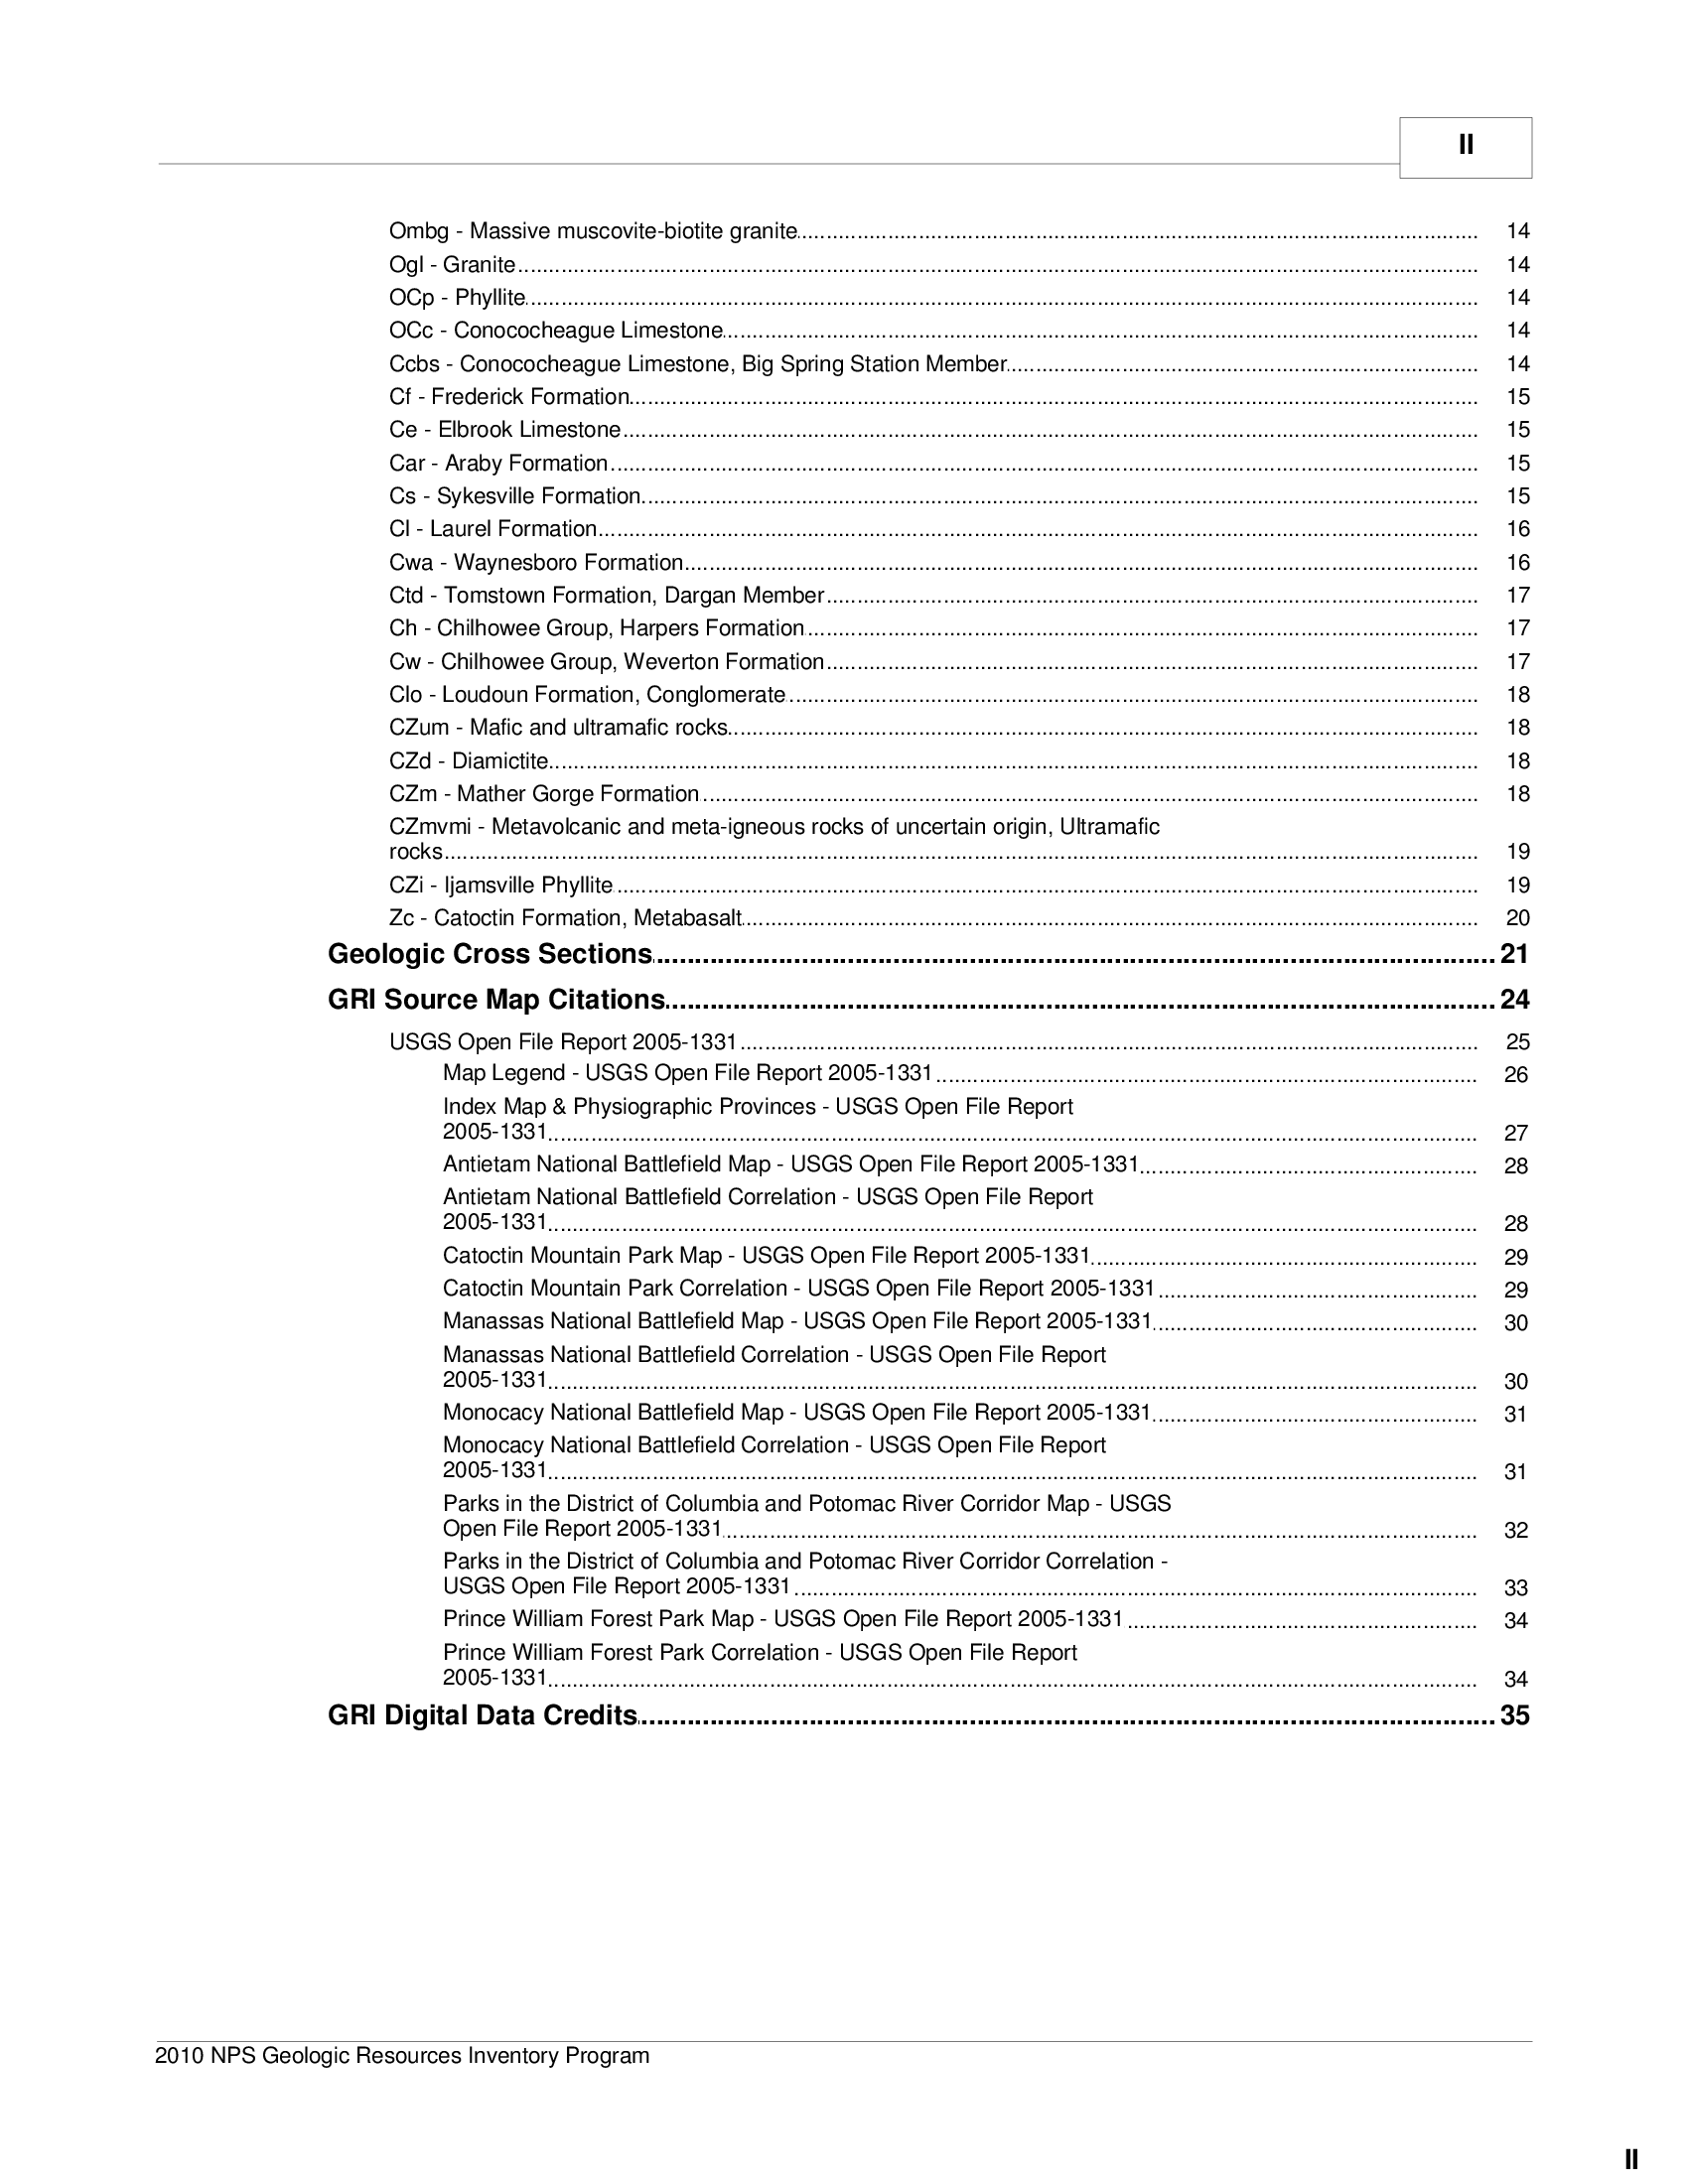 II
Ombg - Massive muscovite-biotite granite 14
Ogl - Granite 14
OCp - Phyllite 14
OCc - Conococheague Limestone 14
Ccbs - Conococheague Limestone, Big Spring Station Member 14
Cf - Frederick Formation 15
Ce - Elbrook Limestone 15
Car - Araby Formation 15
Cs - Sykesville Formation 15
Cl - Laurel Formation 16
Cwa - Waynesboro Formation 16
Ctd - Tomstown Formation, Dargan Member 17
Ch - Chilhowee Group, Harpers Formation 17
Cw - Chilhowee Group, Weverton Formation 17
Clo - Loudoun Formation, Conglomerate 18
CZum - Mafic and ultramafic rocks 18
CZd - Diamictite 18
CZm - Mather Gorge Formation 18
CZmvmi - Metavolcanic and meta-igneous rocks of uncertain origin, Ultramafic
rocks 19
CZi - Ijamsville Phyllite 19
Zc - Catoctin Formation, Metabasalt 20
Geologic Cross Sections 21
GRI Source Map Citations 24
USGS Open File Report 2005-1331 25
Map Legend - USGS Open File Report 2005-1331 26
Index Map & Physiographic Provinces - USGS Open File Report
2005-1331 27
Antietam National Battlefield Map - USGS Open File Report 2005-1331 28
Antietam National Battlefield Correlation - USGS Open File Report
2005-1331 28
Catoctin Mountain Park Map - USGS Open File Report 2005-1331 29
Catoctin Mountain Park Correlation - USGS Open File Report 2005-1331 29
Manassas National Battlefield Map - USGS Open File Report 2005-1331 30
Manassas National Battlefield Correlation - USGS Open File Report
2005-1331 30
Monocacy National Battlefield Map - USGS Open File Report 2005-1331 31
Monocacy National Battlefield Correlation - USGS Open File Report
2005-1331 31
Parks in the District of Columbia and Potomac River Corridor Map - USGS
Open File Report 2005-1331 32
Parks in the District of Columbia and Potomac River Corridor Correlation -
USGS Open File Report 2005-1331 33
Prince William Forest Park Map - USGS Open File Report 2005-1331 34
Prince William Forest Park Correlation - USGS Open File Report
2005-1331 34
GRI Digital Data Credits 35
2010 NPS Geologic Resources Inventory Program
II